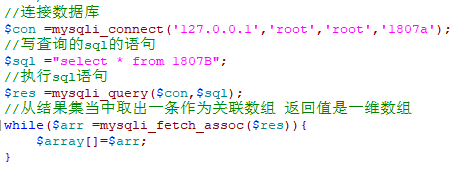 //连接数据库
$con =mysqli_connect('127.0.0.1','root','root','1807a');
//写查询的sql的语句
$sql ="select * from 1807B";
//执行sql语句
$res =mysqli_query($con,$sql);
//从结果集当中取出一条作为关联数组 返回值是一维数组
while($arr =mysqli_fetch_assoc($res)){
    $array[]=$arr;
}